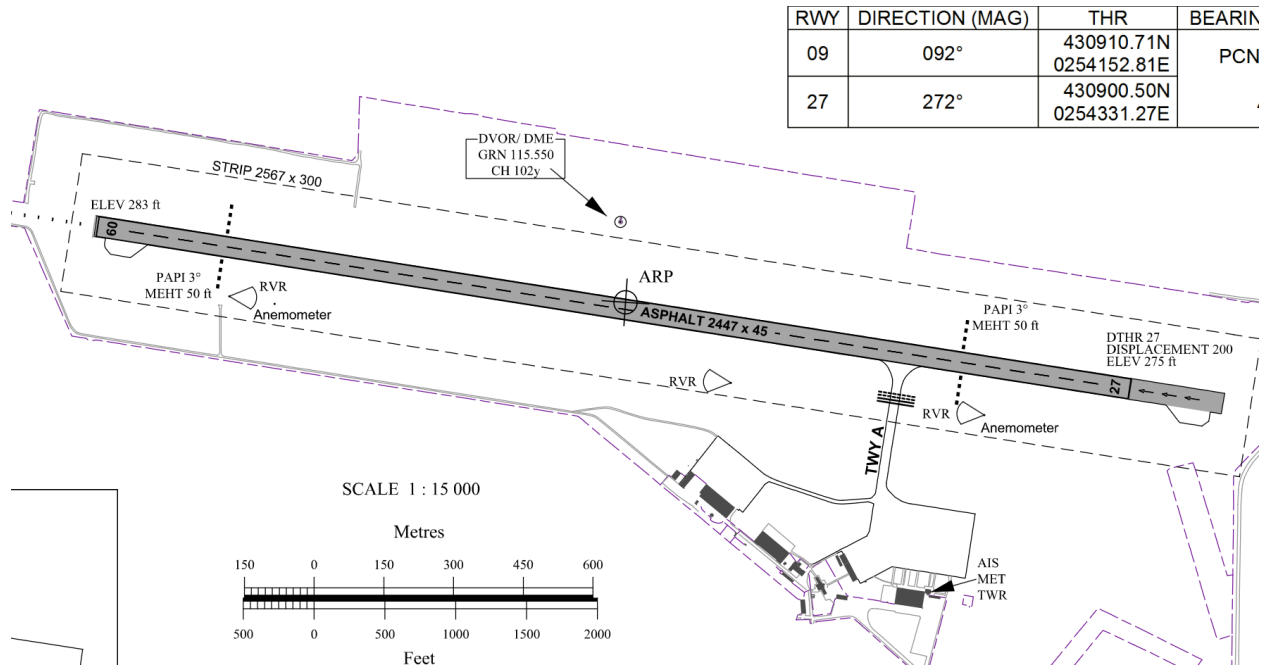 RWY DIRECTION (MAG) THR BEARIN
09 092° 430910.71N
0254152.81E
PCN
27 272° 430900.50N
0254331.27E
DVOR/ DME
GRN 115.550
CH 102y
STRIP 2567 x 300
ELEV 283 ft
09
PAPI 3°
MEHT 50 ft
RVR
Anemometer
ARP
ASPHALT 2447 x 45
PAPI 3°
MEHT 50 ft
DTHR 27
DISPLACEMENT 200
ELEV 275 ft
27
RVR
RVR
Anemometer
TWY A
SCALE 1 : 15 000
Metres
150 0 150 300 450 600
500 0 500 1000 1500 2000
Feet
AIS
MET
TWR